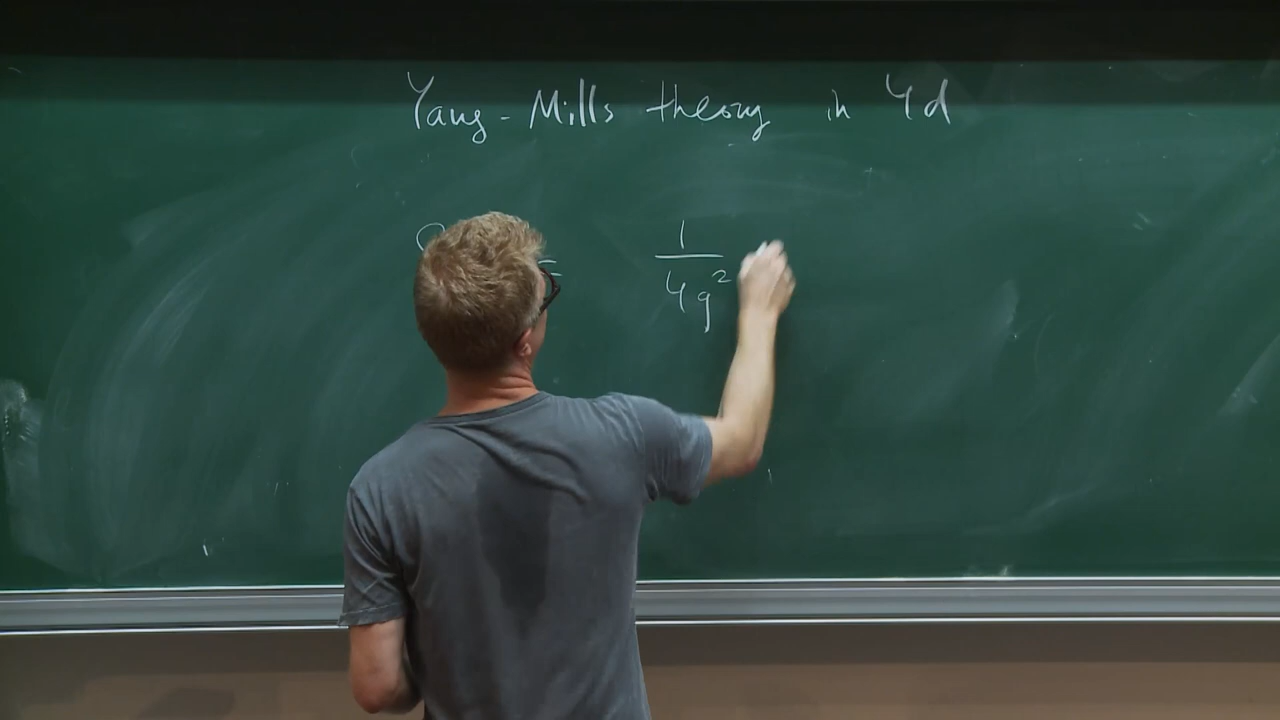 Yang-Mills theory in 4d
= 1/4g²